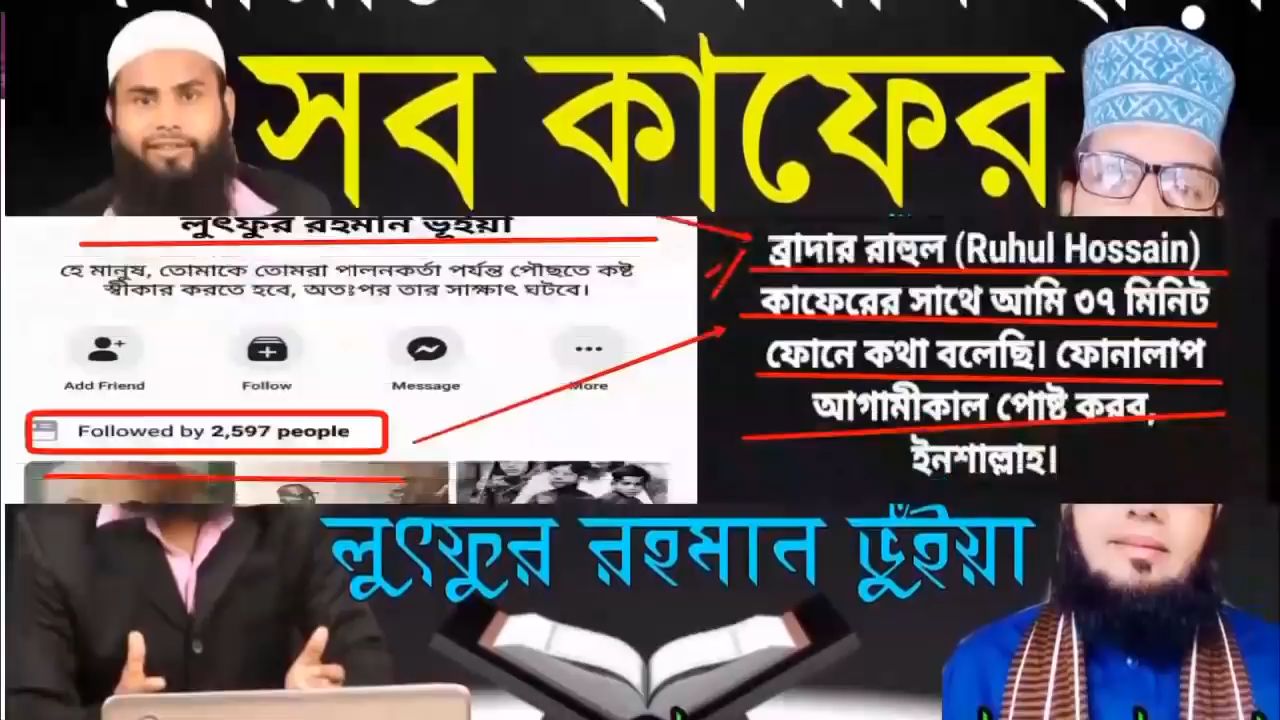 সব কাফের
লুৎফুর রহমান ভূইয়া
হে মানুষ, তোমাকে তোমরা পালনকর্তা পর্যন্ত পৌছতে কষ্ট
স্বীকার করতে হবে, অতঃপর তার সাক্ষাৎ ঘটবে।
Add Friend Follow Message More
Followed by 2,597 people
ব্রাদার রাহুল (Ruhul Hossain)
কাফেরের সাথে আমি ৩৭ মিনিট
ফোনে কথা বলেছি। ফোনালাপ
আগামীকাল পোষ্ট করব,
ইনশাল্লাহ।
লুৎফুর রহমান ভুঁইয়া